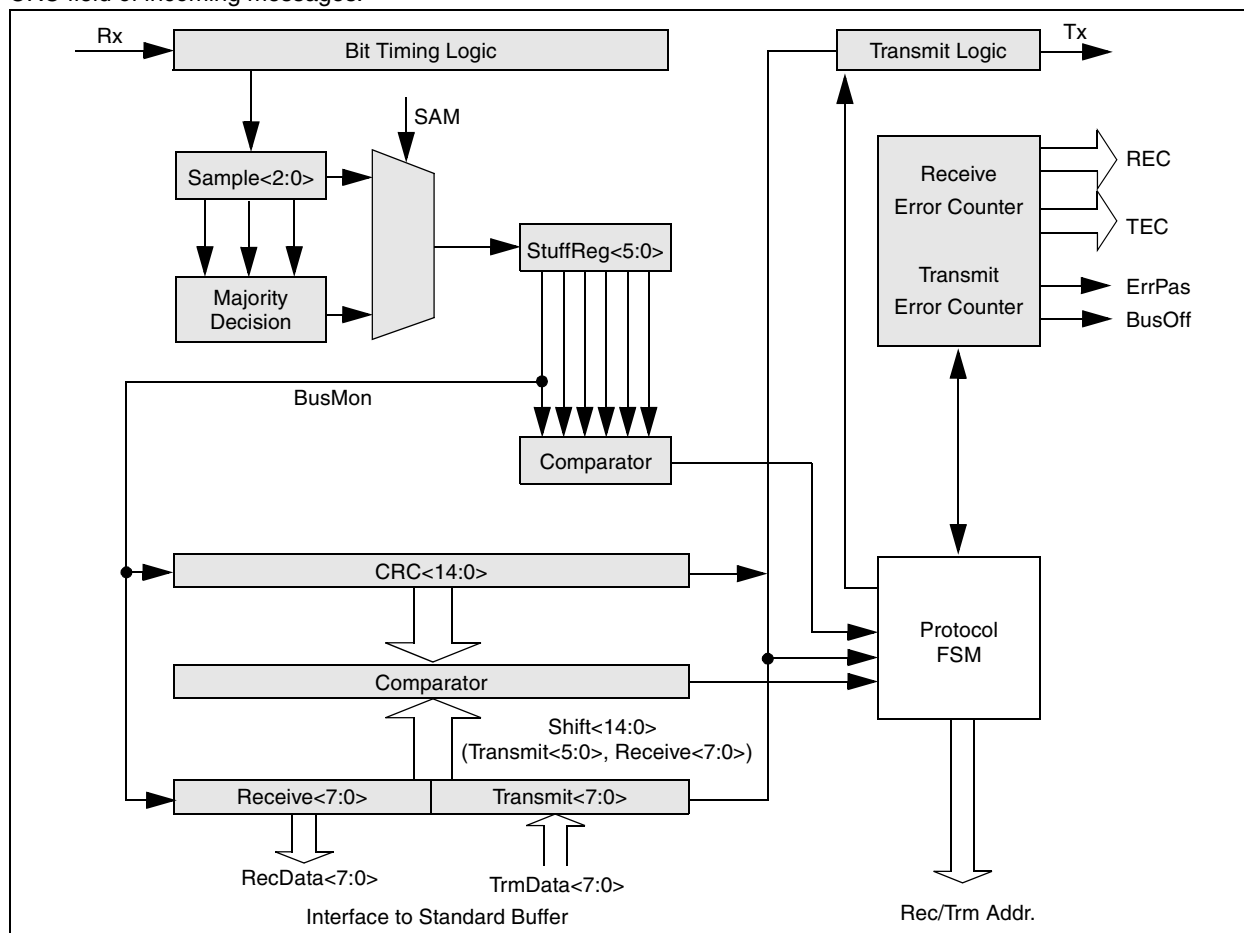 CRC field of incoming messages.
Rx
Bit Timing Logic
Transmit Logic
Tx
SAM
Sample<2:0>
Majority
Decision
StuffReg<5:0>
Receive
Error Counter
Transmit
Error Counter
REC
TEC
ErrPas
BusOff
BusMon
Comparator
CRC<14:0>
Protocol
FSM
Comparator
Shift<14:0>
(Transmit<5:0>, Receive<7:0>)
Receive<7:0>
Transmit<7:0>
RecData<7:0>
TrmData<7:0>
Interface to Standard Buffer
Rec/Trm Addr.